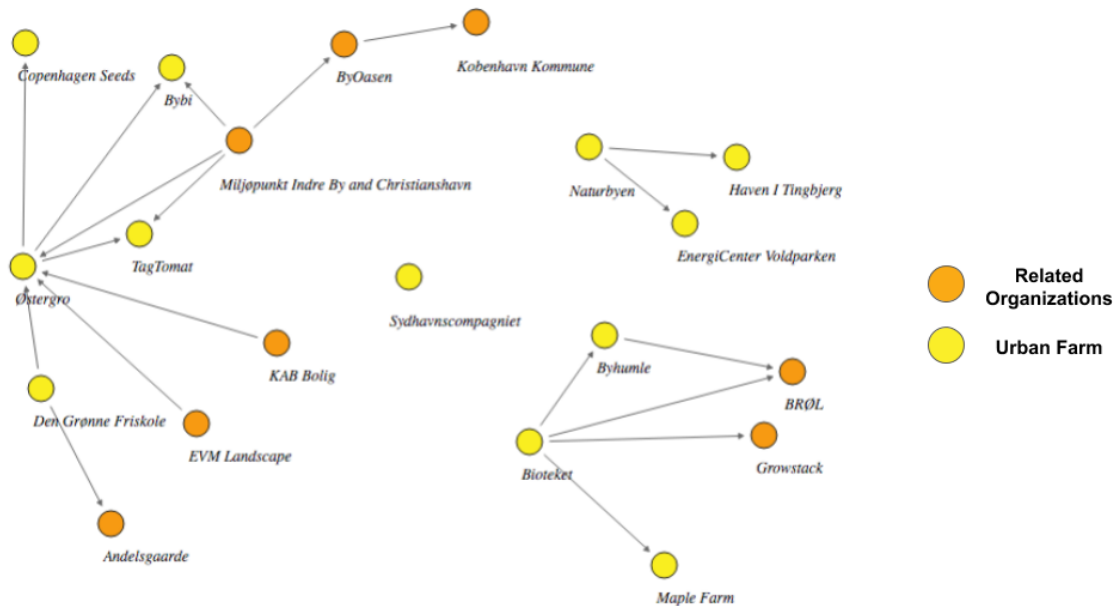 Copenhagen Seeds
Bybi
ByOasen
Kobenhavn Kommune
Miljøpunkt Indre By and Christianshavn
Naturbyen
Haven I Tingbjerg
TagTomat
EnergiCenter Voldparken
Østergro
Sydhavnscompagniet
KAB Bolig
Byhumle
BRØL
Den Grønne Friskole
EVM Landscape
Bioteket
Growstack
Andelsgaarde
Maple Farm
Related
Organizations
Urban Farm